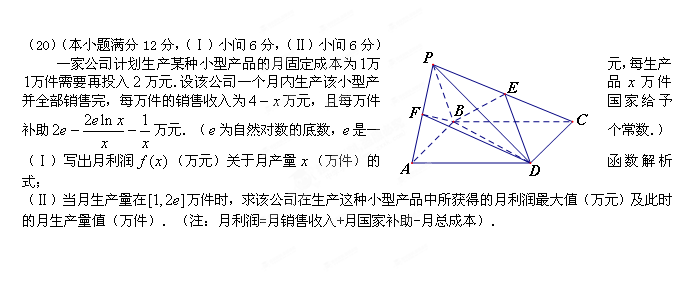 (20)(本小题满分 12 分,(Ⅰ)小问 6 分,(Ⅱ)小问 6 分)
一家公司计划生产某种小型产品的月固定成本为 1万 元,每生产
1万件需要再投入 2 万元.设该公司一个月内生产该小型产 品 x 万件
并全部销售完,每万件的销售收入为 4 − x 万元,且每万件 国家给予
补助 2e − \frac{2e ln x}{x} − \frac{1}{x} 万元.(e 为自然对数的底数,e 是一 个常数.)
(Ⅰ)写出月利润 f(x)(万元)关于月产量 x(万件)的 函数解析
式;
(Ⅱ)当月生产量在[1,2e]万件时,求该公司在生产这种小型产品中所获得的月利润最大值(万元)及此时
的月生产量值(万件).(注:月利润=月销售收入+月国家补助−月总成本).
P
E
B
C
F
A
D